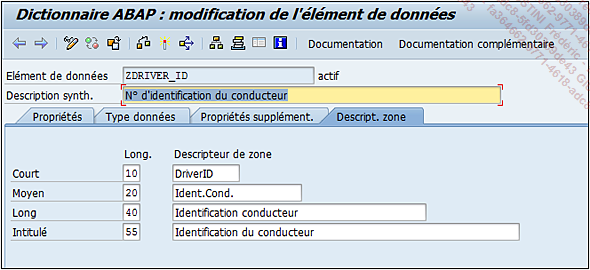 Dictionnaire ABAP : modification de l'élément de données
Documentation Documentation complémentaire
Elément de données ZDRIVER_ID actif
Description synth. N° d'identification du conducteur
Propriétés Type données Propriétés supplément. Descript. zone
Long. Descripteur de zone
Court 10 DriverID
Moyen 20 Ident.Cond.
Long 40 Identification conducteur
Intitulé 55 Identification du conducteur